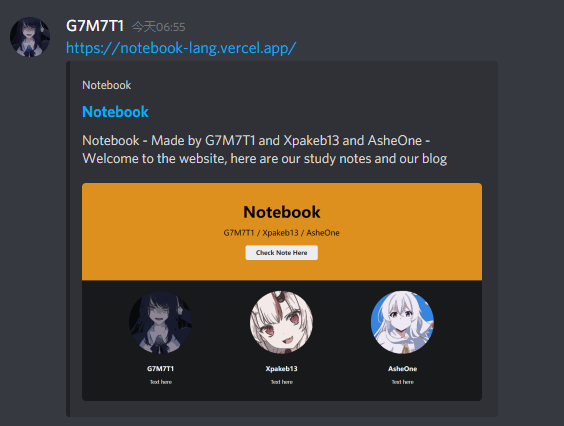 G7M7T1 今天06:55
https://notebook-lang.vercel.app/
Notebook
Notebook
Notebook - Made by G7M7T1 and Xpakeb13 and AsheOne -
Welcome to the website, here are our study notes and our blog
Notebook
G7M7T1 / Xpakeb13 / AsheOne
Check Note Here
G7M7T1 Xpakeb13 AsheOne
Text here Text here Text here